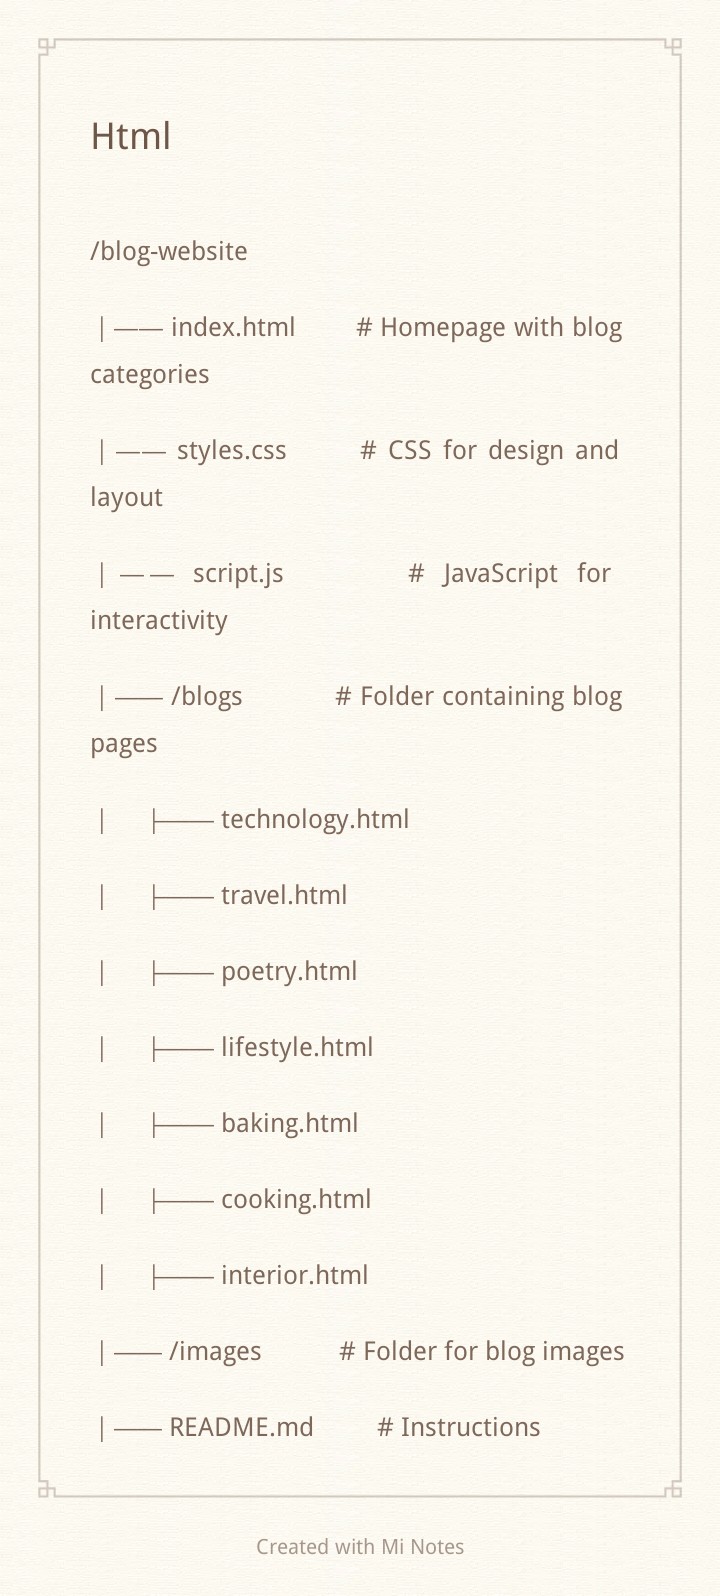 Html
/blog-website
| —— index.html # Homepage with blog
categories
| —— styles.css # CSS for design and
layout
| —— script.js # JavaScript for
interactivity
| —— /blogs # Folder containing blog
pages
| ├── technology.html
| ├── travel.html
| ├── poetry.html
| ├── lifestyle.html
| ├── baking.html
| ├── cooking.html
| ├── interior.html
| —— /images # Folder for blog images
| —— README.md # Instructions
Created with Mi Notes